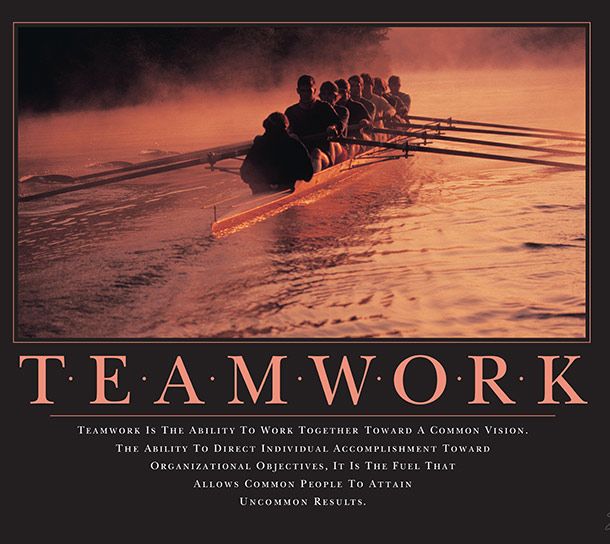 T·E·A·M·W·O·R·K
Teamwork Is The Ability To Work Together Toward A Common Vision.
The Ability To Direct Individual Accomplishment Toward
Organizational Objectives, It Is The Fuel That
Allows Common People To Attain
Uncommon Results.